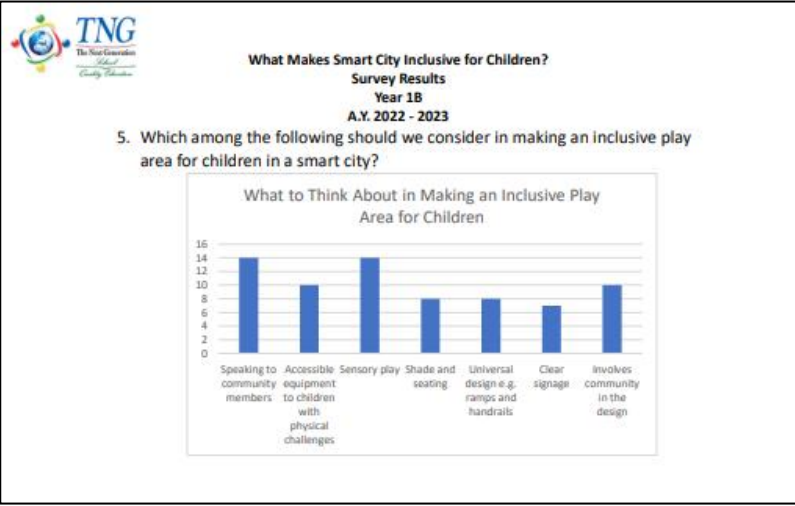 TNG
The Next Generation
School
Quality Education
What Makes Smart City Inclusive for Children?
Survey Results
Year 1B
A.Y. 2022 - 2023
5. Which among the following should we consider in making an inclusive play
area for children in a smart city?
What to Think About in Making an Inclusive Play
Area for Children
16
14
12
10
8
6
4
2
0
Speaking to
community
members
Accessible
equipment
to children
with
physical
challenges
Sensory play
Shade and
seating
Universal
design e.g.
ramps and
handrails
Clear
signage
Involves
community
in the
design